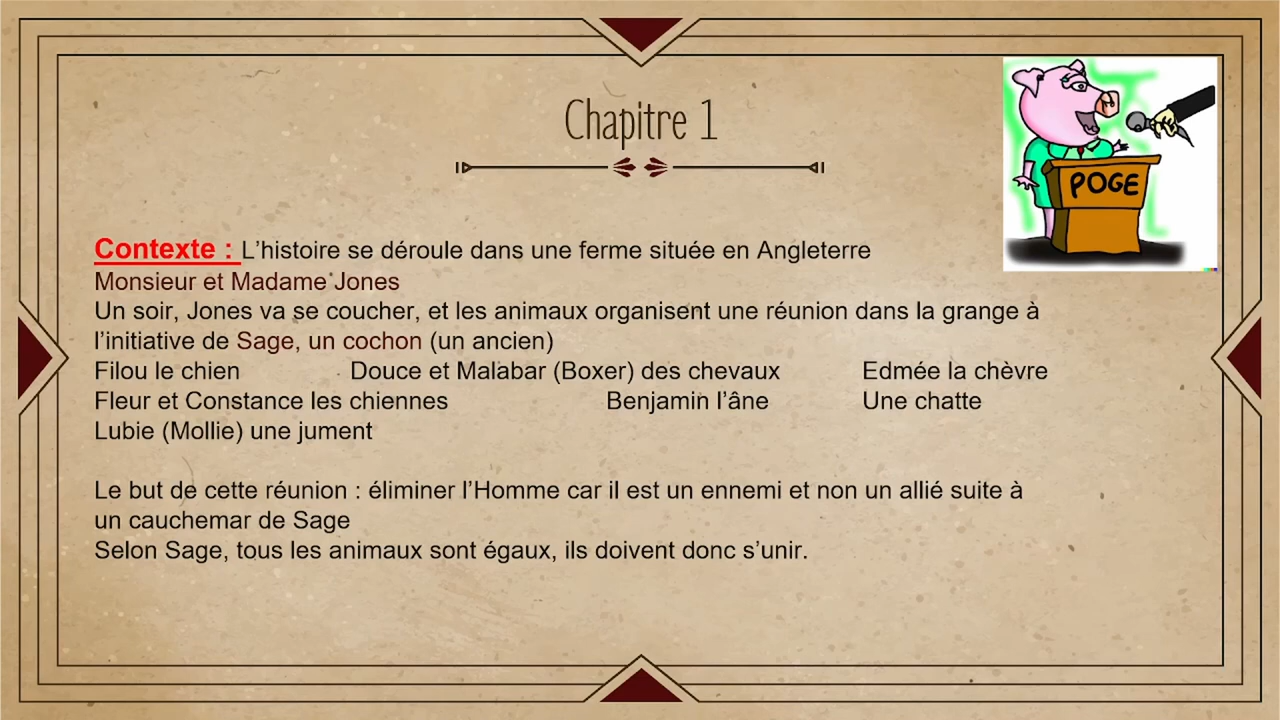 Chapitre 1
POGE
Contexte : L’histoire se déroule dans une ferme située en Angleterre
Monsieur et Madame Jones
Un soir, Jones va se coucher, et les animaux organisent une réunion dans la grange à
l’initiative de Sage, un cochon (un ancien)
Filou le chien Douce et Malabar (Boxer) des chevaux Edmée la chèvre
Fleur et Constance les chiennes Benjamin l’âne Une chatte
Lubie (Mollie) une jument
Le but de cette réunion : éliminer l’Homme car il est un ennemi et non un allié suite à
un cauchemar de Sage
Selon Sage, tous les animaux sont égaux, ils doivent donc s’unir.